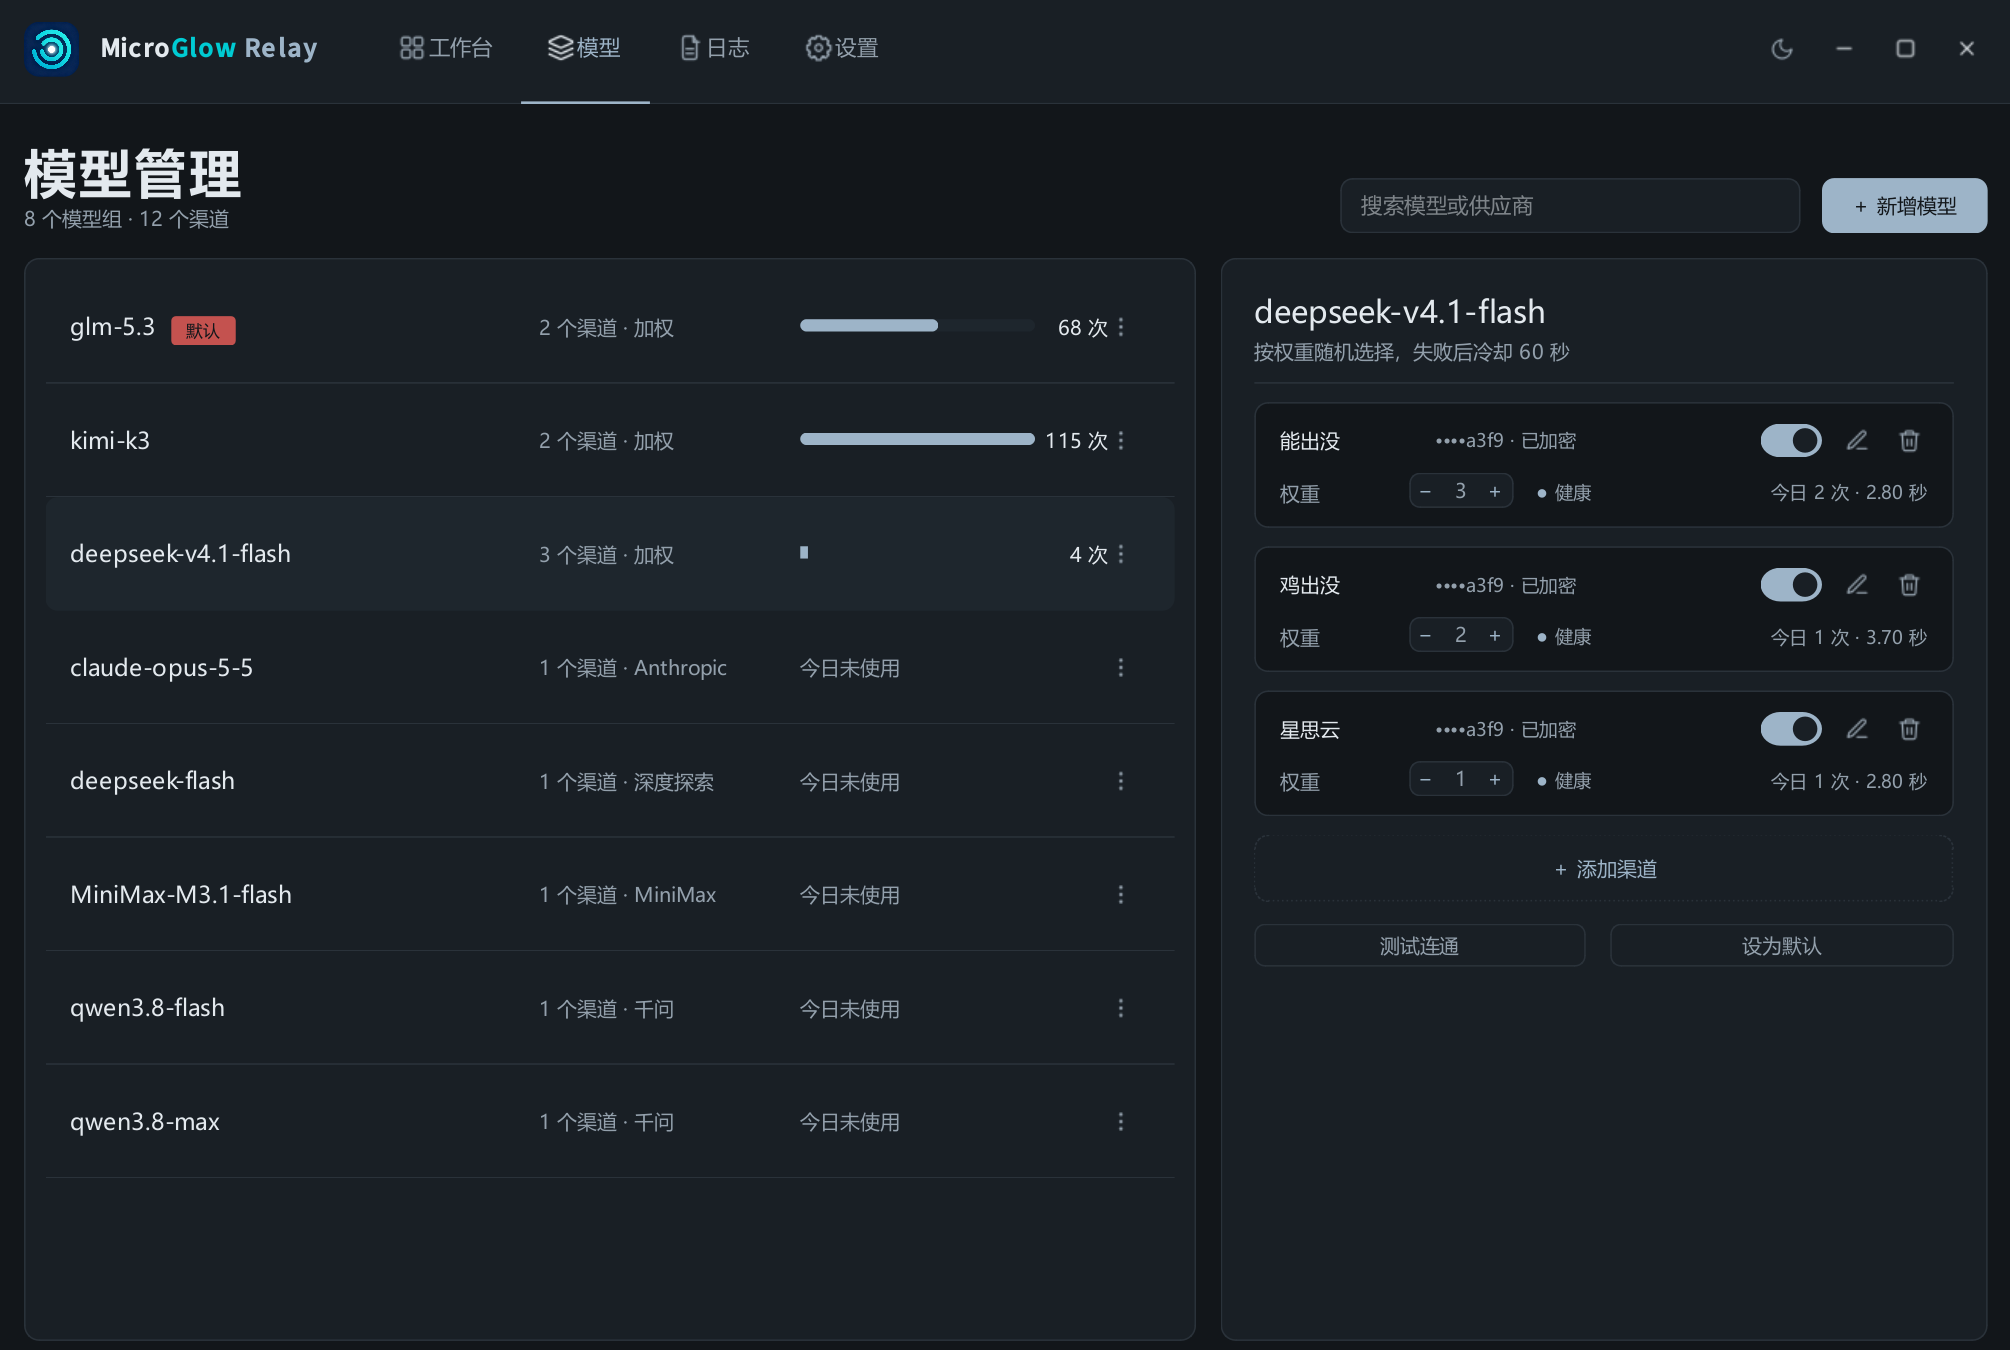 MicroGlow Relay 工作台 模型 日志 设置
模型管理
8 个模型组 · 12 个渠道
搜索模型或供应商
+ 新增模型
glm-5.3 默认 2 个渠道 · 加权 68 次
kimi-k3 2 个渠道 · 加权 115 次
deepseek-v4.1-flash 3 个渠道 · 加权 4 次
claude-opus-5-5 1 个渠道 · Anthropic 今日未使用
deepseek-flash 1 个渠道 · 深度探索 今日未使用
MiniMax-M3.1-flash 1 个渠道 · MiniMax 今日未使用
qwen3.8-flash 1 个渠道 · 千问 今日未使用
qwen3.8-max 1 个渠道 · 千问 今日未使用
deepseek-v4.1-flash
按权重随机选择，失败后冷却 60 秒
能出没 ••••a3f9 · 已加密
权重 − 3 + 健康 今日 2 次 · 2.80 秒
鸡出没 ••••a3f9 · 已加密
权重 − 2 + 健康 今日 1 次 · 3.70 秒
星思云 ••••a3f9 · 已加密
权重 − 1 + 健康 今日 1 次 · 2.80 秒
+ 添加渠道
测试连通 设为默认